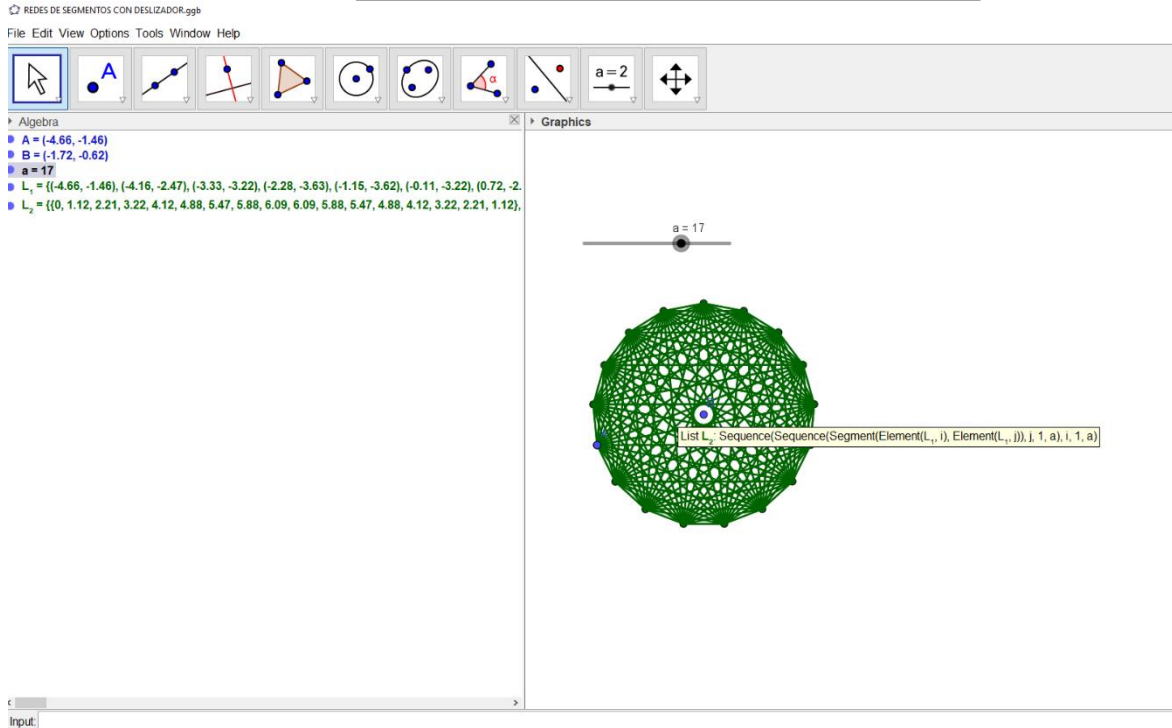 REDES DE SEGMENTOS CON DESLIZADOR.ggb
File Edit View Options Tools Window Help
A
α
a = 2
Algebra
Graphics
A = (-4.66, -1.46)
B = (-1.72, -0.62)
a = 17
L₁ = {(-4.66, -1.46), (-4.16, -2.47), (-3.33, -3.22), (-2.28, -3.63), (-1.15, -3.62), (-0.11, -3.22), (0.72, -2.
L₂ = {{0, 1.12, 2.21, 3.22, 4.12, 4.88, 5.47, 5.88, 6.09, 6.09, 5.88, 5.47, 4.88, 4.12, 3.22, 2.21, 1.12},
a = 17
List L₂: Sequence(Sequence(Segment(Element(L₁, i), Element(L₁, j)), j, 1, a), i, 1, a)
Input: